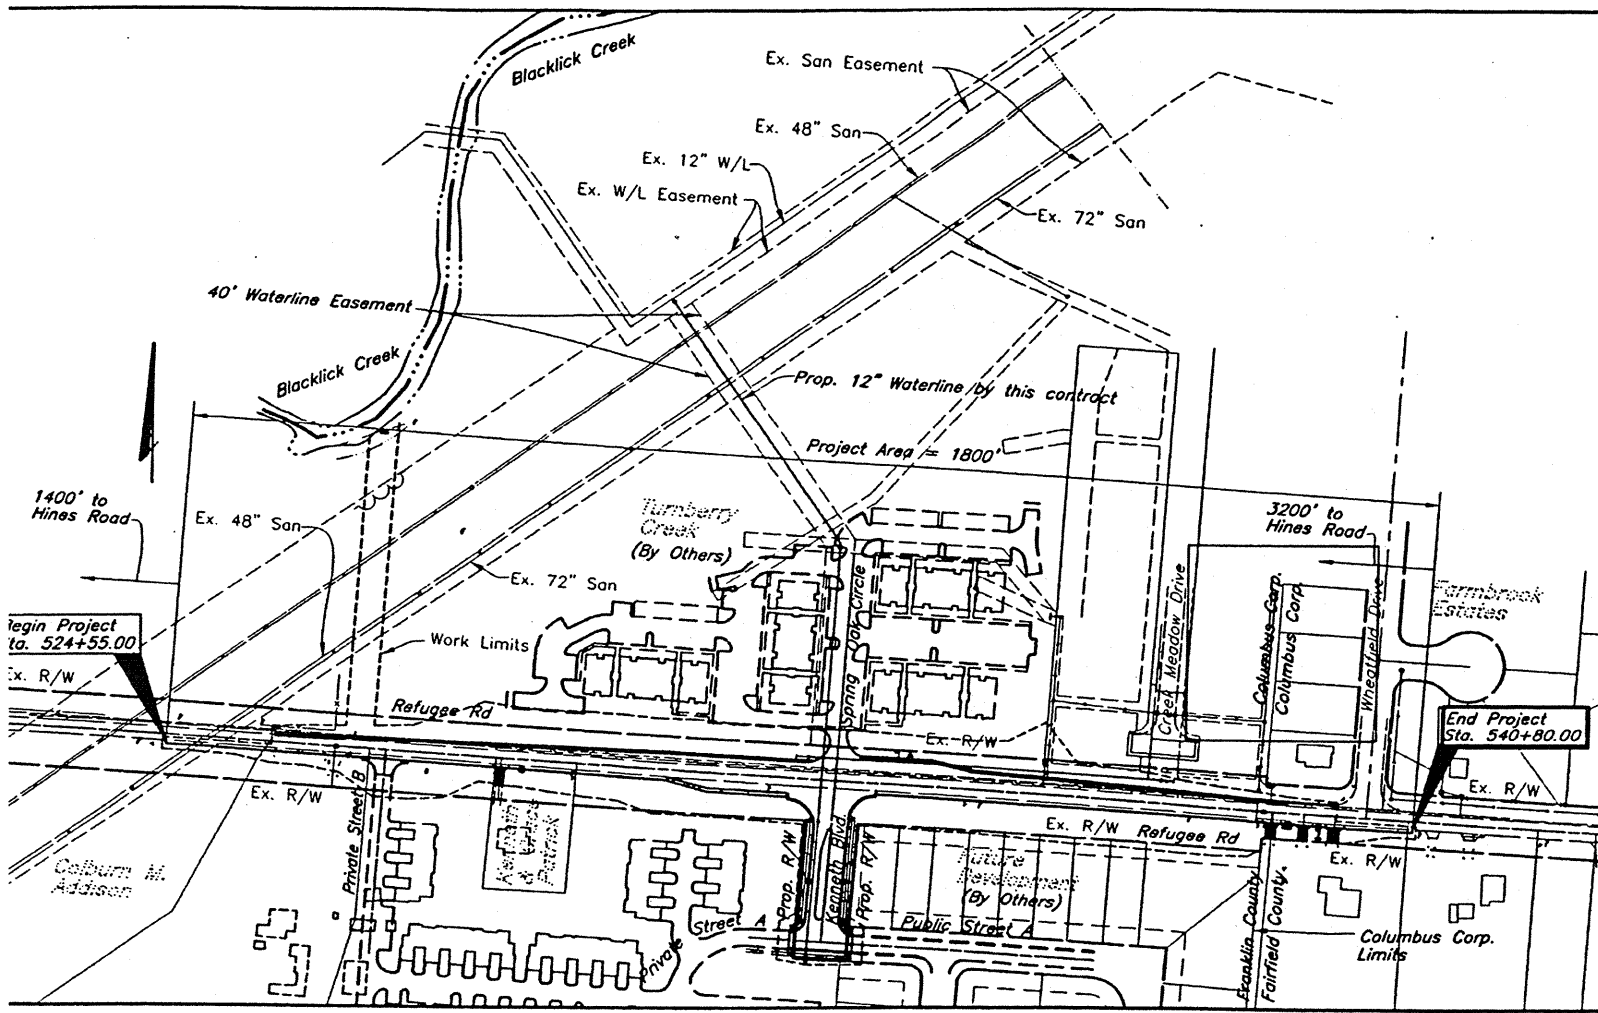 Blacklick Creek
Ex. San Easement
Ex. 48" San
Ex. 12" W/L
Ex. W/L Easement
Ex. 72" San
40' Waterline Easement
Blacklick Creek
Prop. 12" Waterline by this contract
Project Area = 1800'
1400' to
Hines Road
Ex. 48" San
Turnberry
Creek
(By Others)
3200' to
Hines Road
Ex. 72" San
Farmbrook
Estates
Begin Project
Sta. 524+55.00
Work Limits
Ex. R/W
Spring Oak Circle
Creek Meadow Drive
Columbus Corp.
Columbus Corp.
Wheatfield Drive
Refugee Rd
Ex. R/W
End Project
Sta. 540+80.00
Ex. R/W
Ex. R/W
Private Street B
Ex. R/W
Refugee Rd
Ex. R/W
Colburn M.
Addison
Prop. R/W
Kenneth Blvd.
Prop. R/W
Future
Development
(By Others)
Private
Street A
Public Street A
Franklin County
Fairfield County
Columbus Corp.
Limits